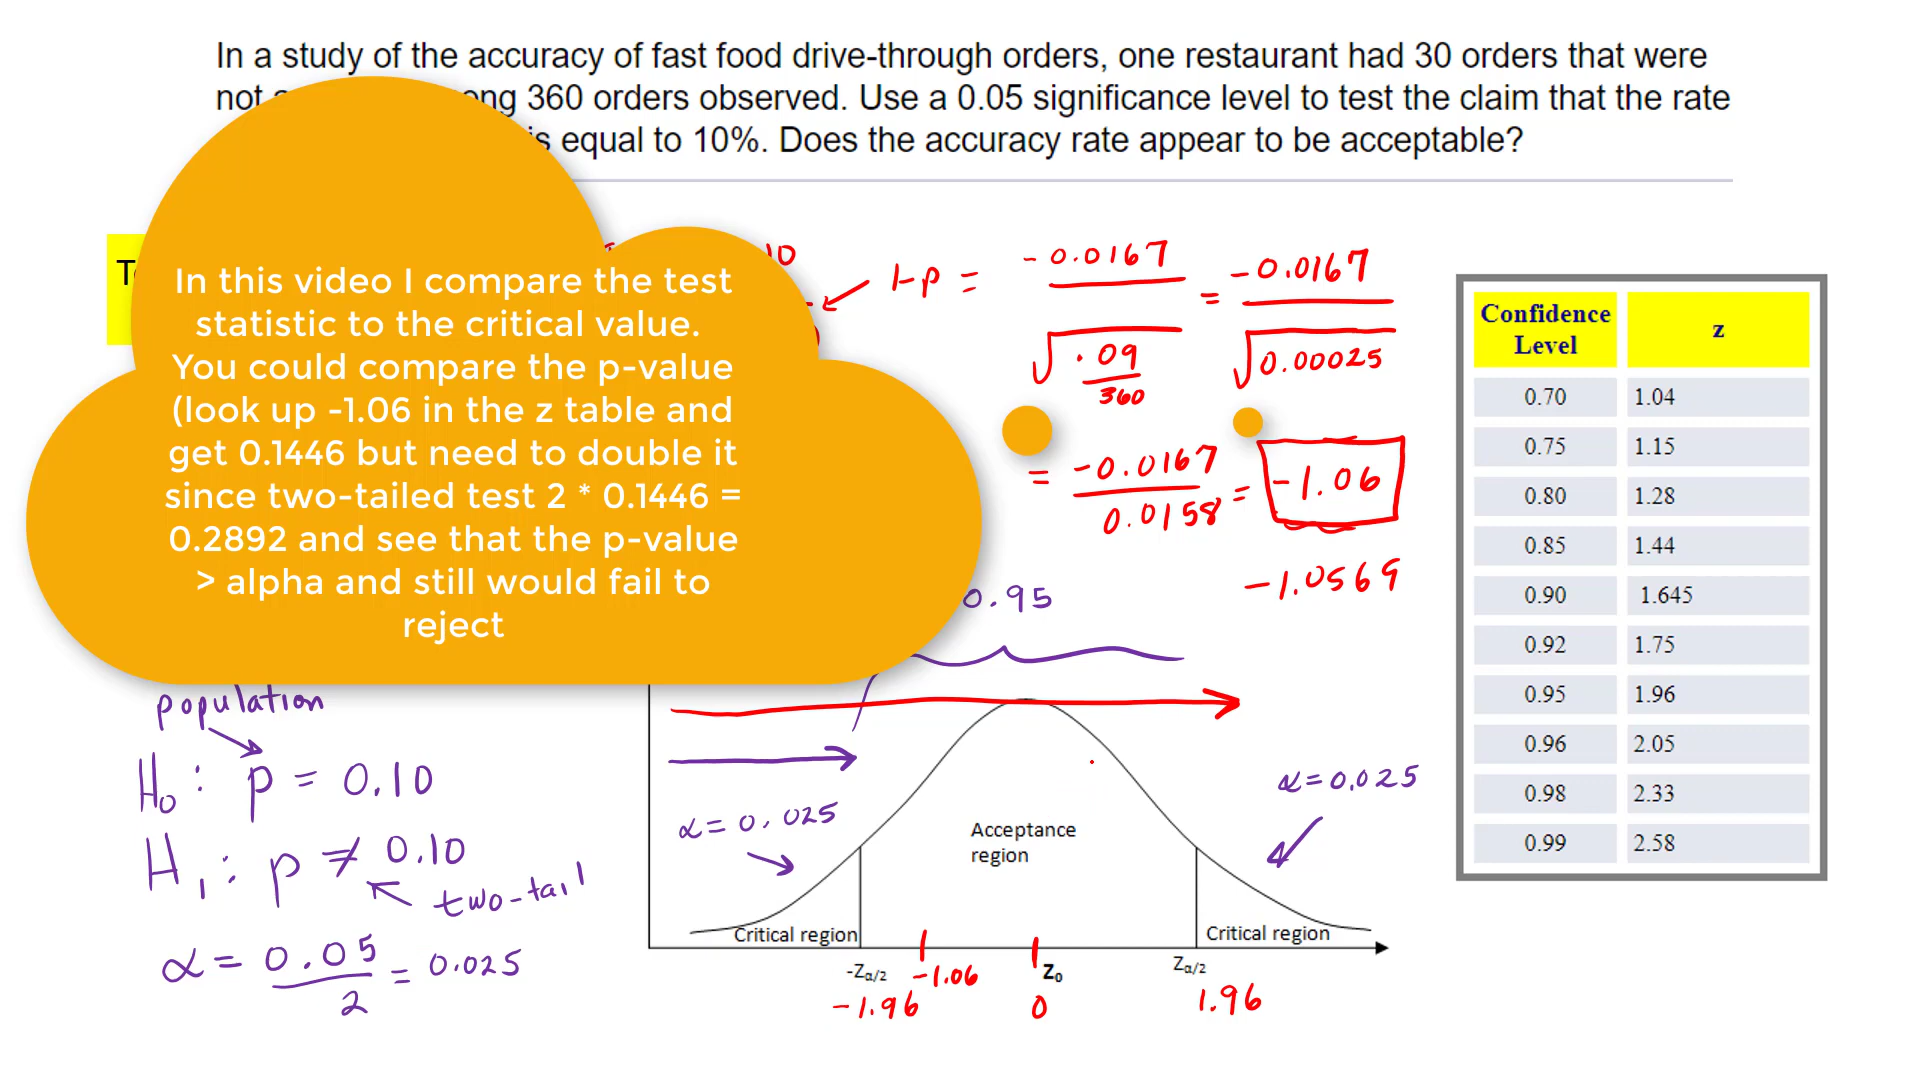 In a study of the accuracy of fast food drive-through orders, one restaurant had 30 orders that were
not 360 orders observed. Use a 0.05 significance level to test the claim that the rate
equal to 10%. Does the accuracy rate appear to be acceptable?
In this video I compare the test
statistic to the critical value.
You could compare the p-value
(look up -1.06 in the z table and
get 0.1446 but need to double it
since two-tailed test 2 * 0.1446 =
0.2892 and see that the p-value
> alpha and still would fail to
reject
10
1-p =
-0.0167
√ .09
360
= -0.0167
√ 0.00025
= -0.0167
0.0158
= -1.06
-1.0569
0.95
Confidence Level z
0.70 1.04
0.75 1.15
0.80 1.28
0.85 1.44
0.90 1.645
0.92 1.75
0.95 1.96
0.96 2.05
0.98 2.33
0.99 2.58
population
H0: p = 0.10
H1: p ≠ 0.10
two-tail
α = 0.05
2
= 0.025
α = 0.025
α = 0.025
Acceptance
region
Critical region
Critical region
-Zα/2
-1.06
Z0
Zα/2
-1.96
0
1.96